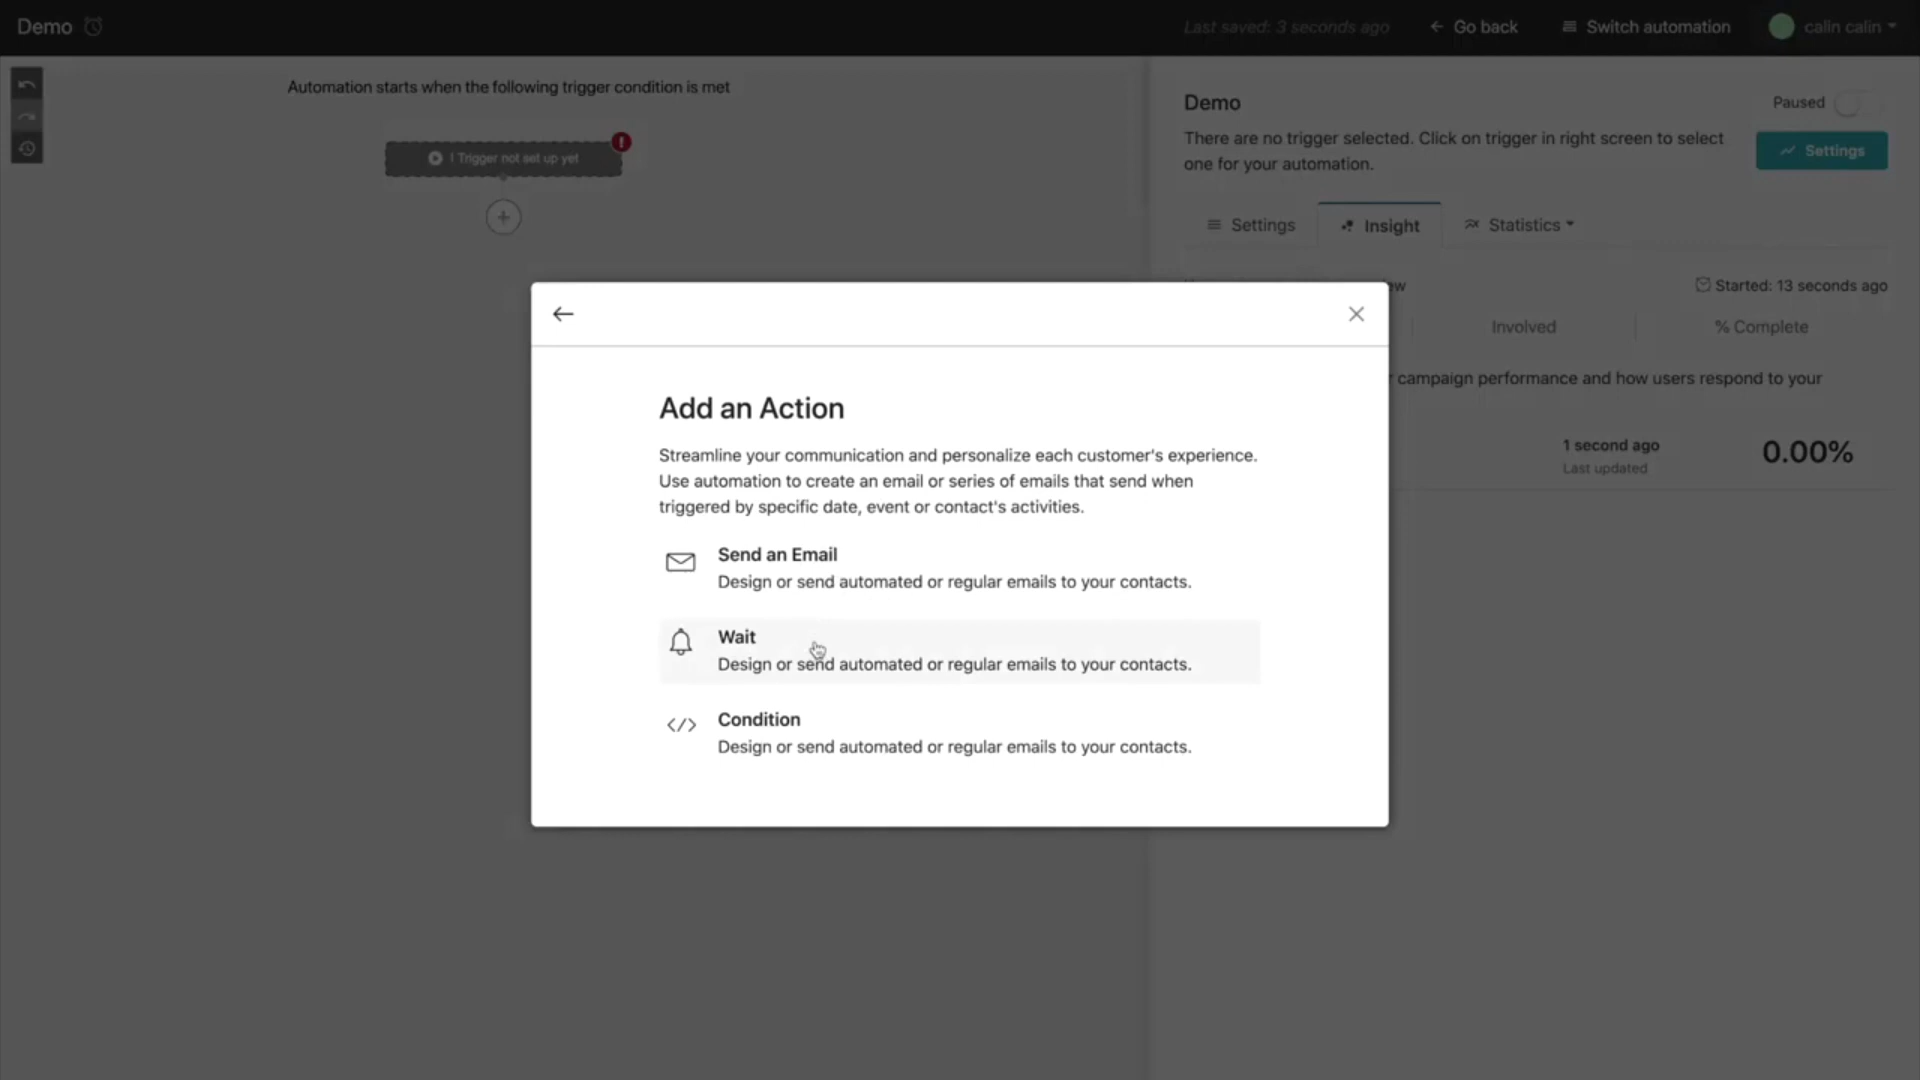 Demo
Last saved: 3 seconds ago
Go back
Switch automation
calin calin
Automation starts when the following trigger condition is met
! Trigger not set up yet
Demo
Paused
There are no trigger selected. Click on trigger in right screen to select
one for your automation.
Settings
Settings
Insight
Statistics
Started: 13 seconds ago
Involved
% Complete
campaign performance and how users respond to your
1 second ago
Last updated
0.00%
Add an Action
Streamline your communication and personalize each customer's experience.
Use automation to create an email or series of emails that send when
triggered by specific date, event or contact's activities.
Send an Email
Design or send automated or regular emails to your contacts.
Wait
Design or send automated or regular emails to your contacts.
Condition
Design or send automated or regular emails to your contacts.